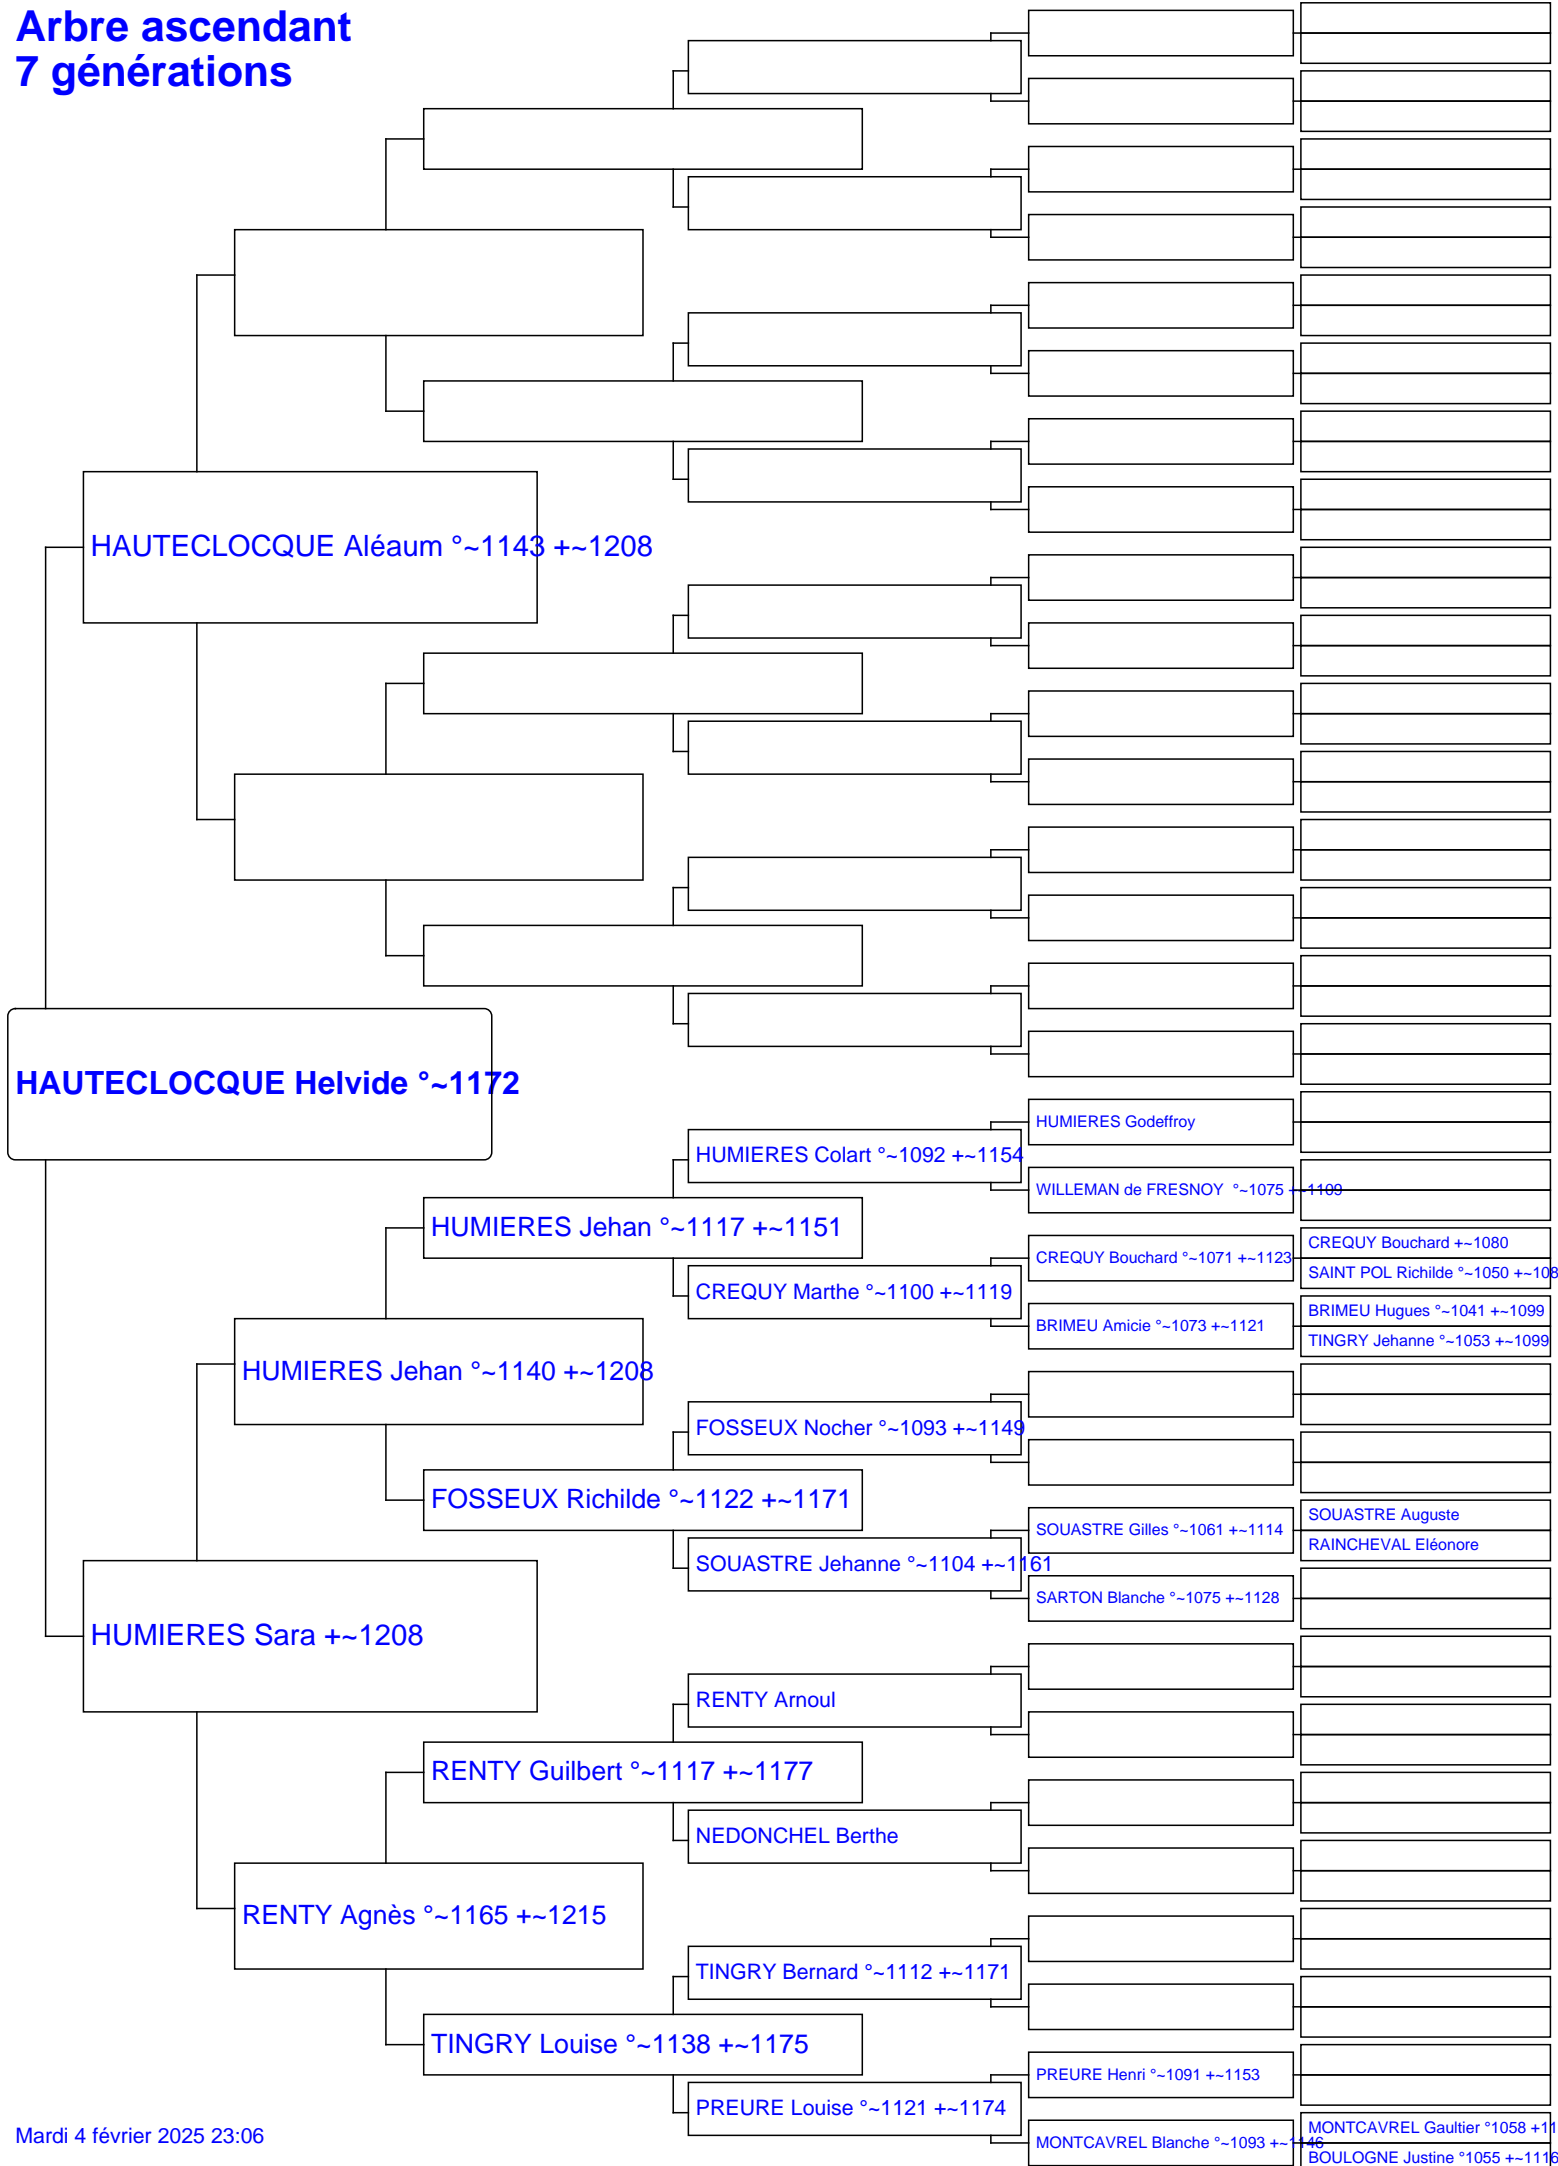 Arbre ascendant
7 générations
HAUTECLOCQUE Aléaum °~1143 +~1208
HAUTECLOCQUE Helvide °~1172
HUMIERES Godeffroy
HUMIERES Colart °~1092 +~1154
WILLEMAN de FRESNOY °~1075 +~1109
HUMIERES Jehan °~1117 +~1151
CREQUY Bouchard +~1080
CREQUY Bouchard °~1071 +~1123
SAINT POL Richilde °~1050 +~108
CREQUY Marthe °~1100 +~1119
BRIMEU Hugues °~1041 +~1099
BRIMEU Amicie °~1073 +~1121
TINGRY Jehanne °~1053 +~1099
HUMIERES Jehan °~1140 +~1208
FOSSEUX Nocher °~1093 +~1149
FOSSEUX Richilde °~1122 +~1171
SOUASTRE Auguste
SOUASTRE Gilles °~1061 +~1114
RAINCHEVAL Eléonore
SOUASTRE Jehanne °~1104 +~1161
SARTON Blanche °~1075 +~1128
HUMIERES Sara +~1208
RENTY Arnoul
RENTY Guilbert °~1117 +~1177
NEDONCHEL Berthe
RENTY Agnès °~1165 +~1215
TINGRY Bernard °~1112 +~1171
TINGRY Louise °~1138 +~1175
PREURE Henri °~1091 +~1153
PREURE Louise °~1121 +~1174
MONTCAVREL Gaultier °1058 +11
MONTCAVREL Blanche °~1093 +~1146
BOULOGNE Justine °1055 +~1116
Mardi 4 février 2025 23:06